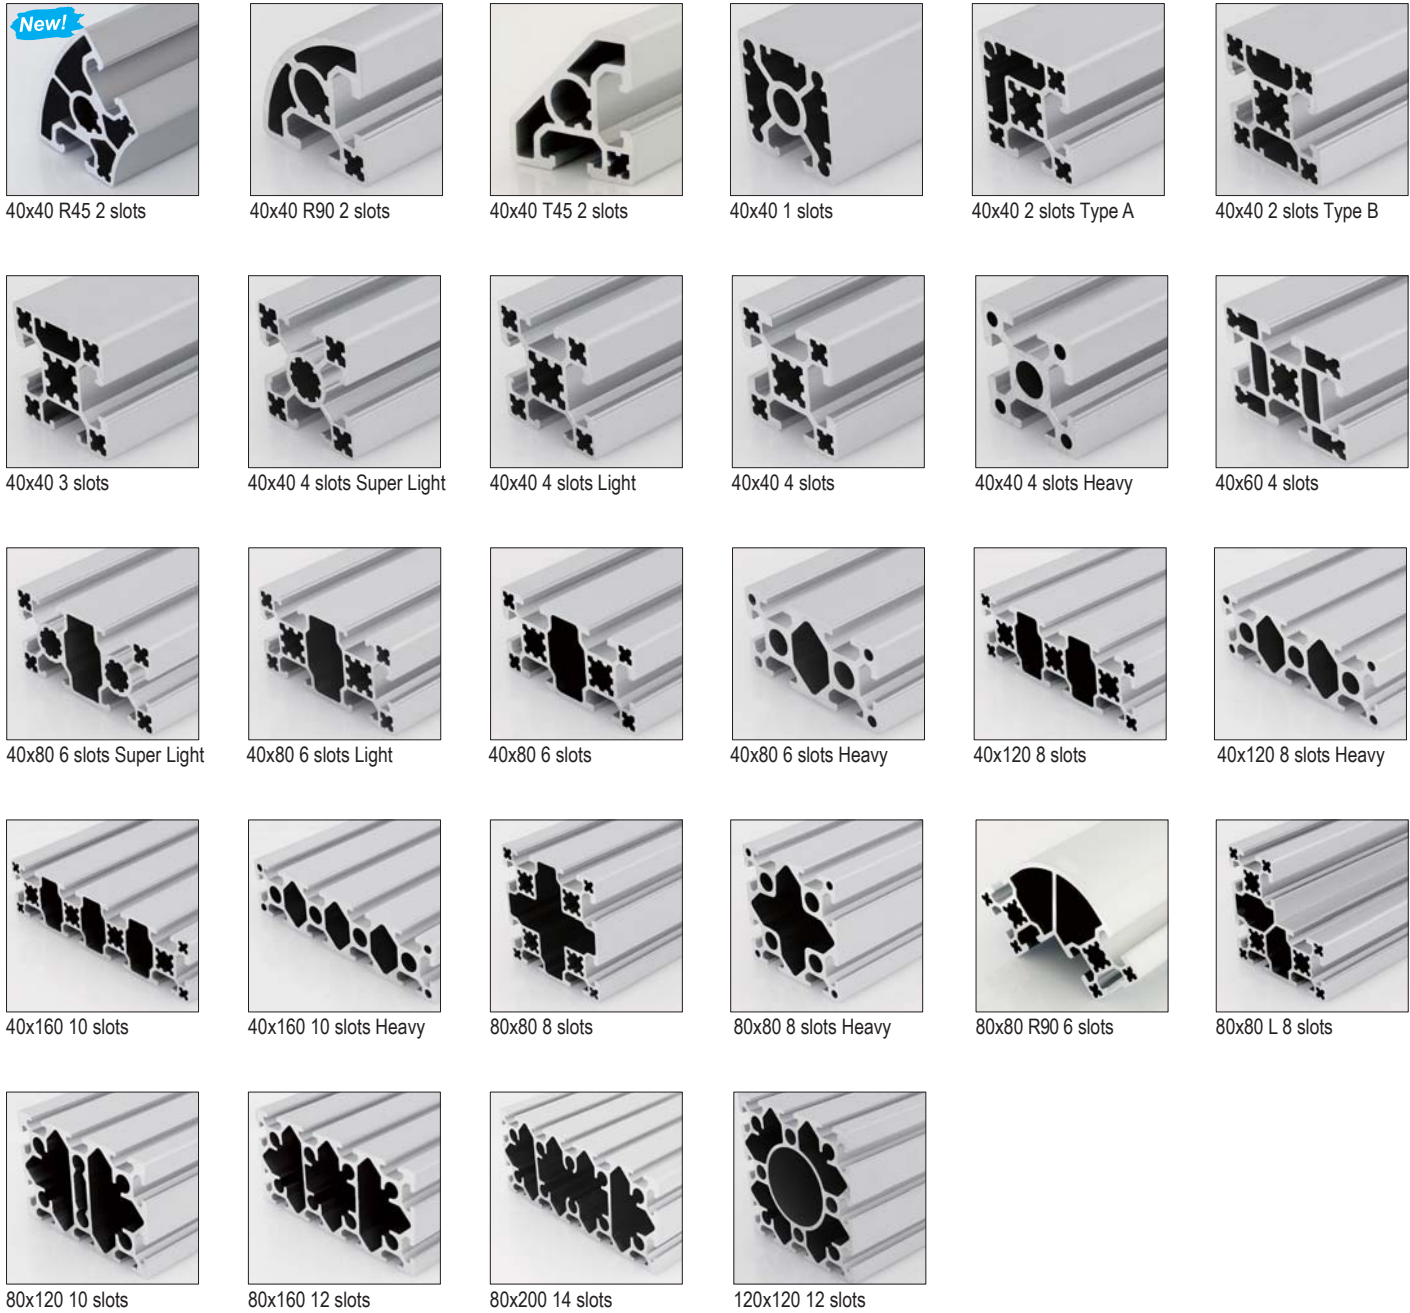 New!
40x40 R45 2 slots
40x40 R90 2 slots
40x40 T45 2 slots
40x40 1 slots
40x40 2 slots Type A
40x40 2 slots Type B
40x40 3 slots
40x40 4 slots Super Light
40x40 4 slots Light
40x40 4 slots
40x40 4 slots Heavy
40x60 4 slots
40x80 6 slots Super Light
40x80 6 slots Light
40x80 6 slots
40x80 6 slots Heavy
40x120 8 slots
40x120 8 slots Heavy
40x160 10 slots
40x160 10 slots Heavy
80x80 8 slots
80x80 8 slots Heavy
80x80 R90 6 slots
80x80 L 8 slots
80x120 10 slots
80x160 12 slots
80x200 14 slots
120x120 12 slots